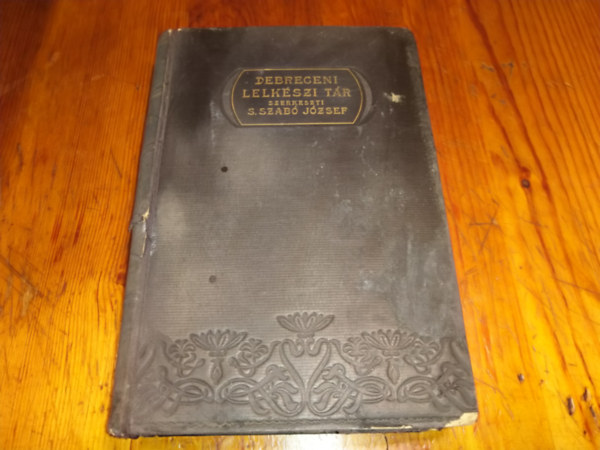 DEBRECENI
LELKÉSZI TÁR
SZERKESZTI
S. SZABÓ JÓZSEF